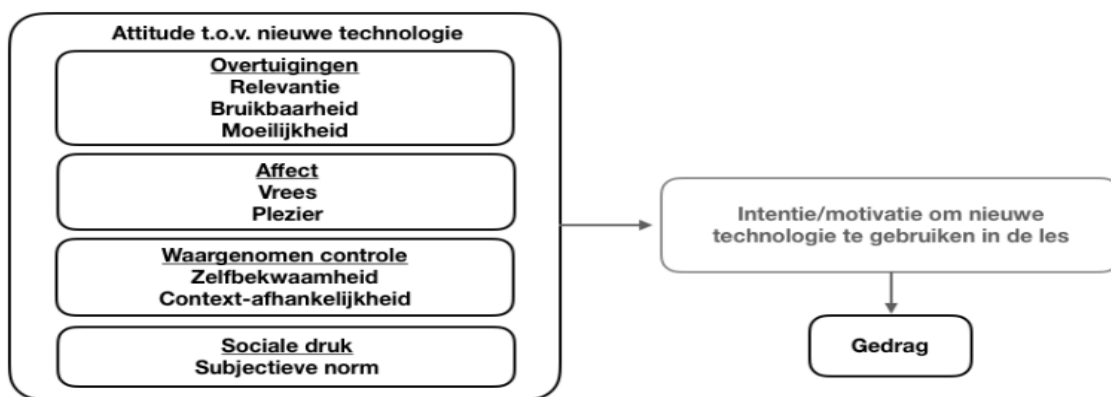 Attitude t.o.v. nieuwe technologie
Overtuigingen
Relevantie
Bruikbaarheid
Moeilijkheid
Affect
Vrees
Plezier
Waargenomen controle
Zelfbekwaamheid
Context-afhankelijkheid
Sociale druk
Subjectieve norm
Intentie/motivatie om nieuwe
technologie te gebruiken in de les
Gedrag